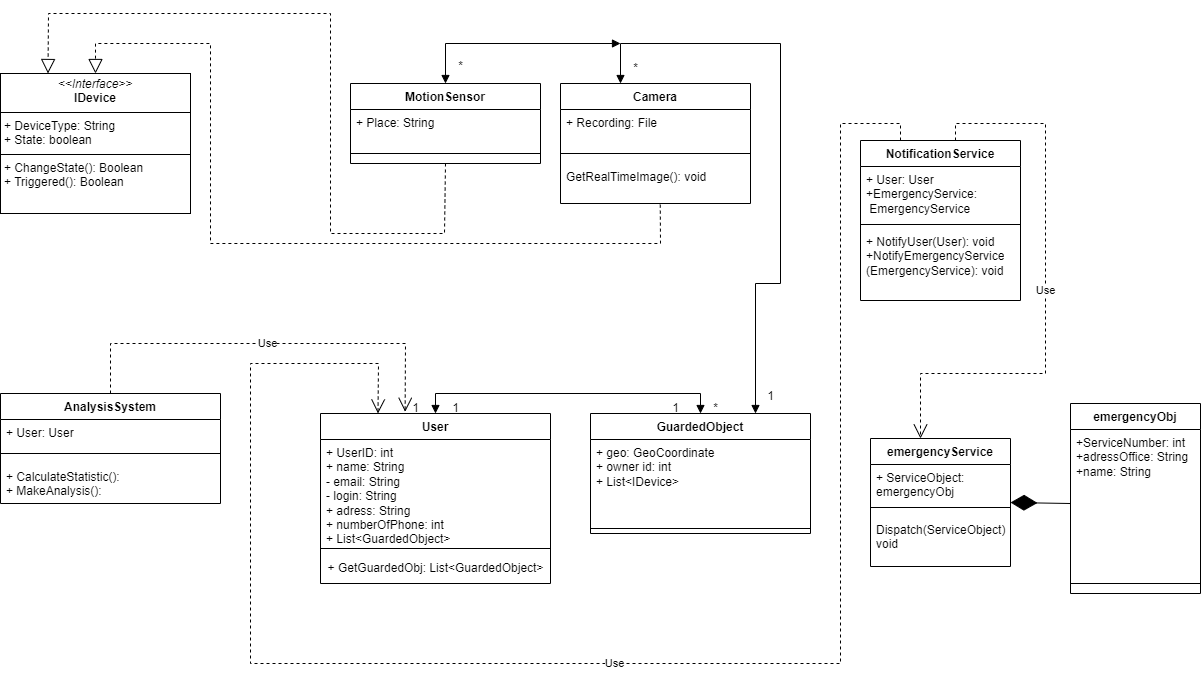 <<Interface>>
IDevice
+ DeviceType: String
+ State: boolean
+ ChangeState(): Boolean
+ Triggered(): Boolean
*
MotionSensor
+ Place: String
*
Camera
+ Recording: File
GetRealTimeImage(): void
NotificationService
+ User: User
+EmergencyService:
EmergencyService
+ NotifyUser(User): void
+NotifyEmergencyService
(EmergencyService): void
Use
Use
AnalysisSystem
+ User: User
+ CalculateStatistic():
+ MakeAnalysis():
1
1
User
+ UserID: int
+ name: String
- email: String
- login: String
+ adress: String
+ numberOfPhone: int
+ List<GuardedObject>
+ GetGuardedObj: List<GuardedObject>
1
*
1
GuardedObject
+ geo: GeoCoordinate
+ owner id: int
+ List<IDevice>
emergencyService
+ ServiceObject:
emergencyObj
Dispatch(ServiceObject)
void
emergencyObj
+ServiceNumber: int
+adressOffice: String
+name: String
Use